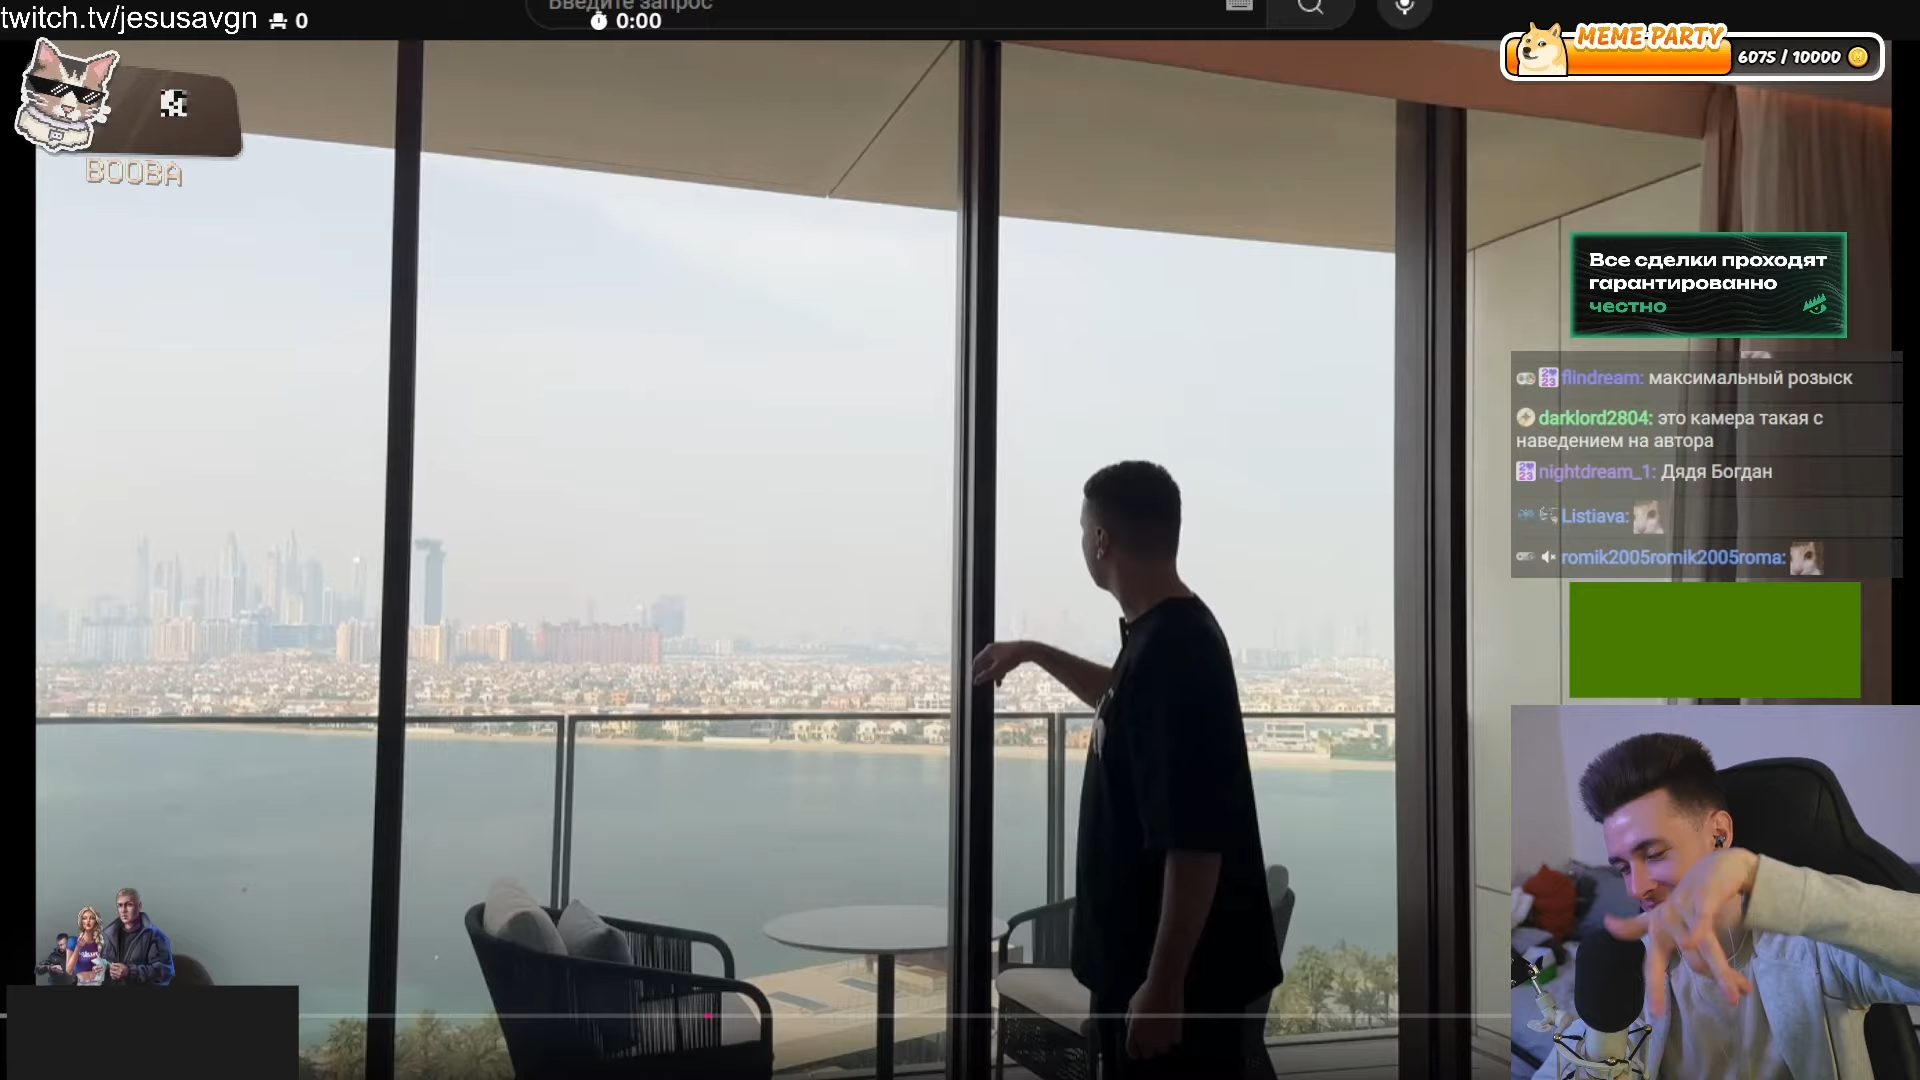 twitch.tv/jesusavgn 0
Введите запрос
0:00
MEME PARTY
6075 / 10000
BOOBA
Все сделки проходят
гарантированно
честно
flindream: максимальный розыск
darklord2804: это камера такая с
наведением на автора
nightdream_1: Дядя Богдан
Listiava:
romik2005romik2005roma: